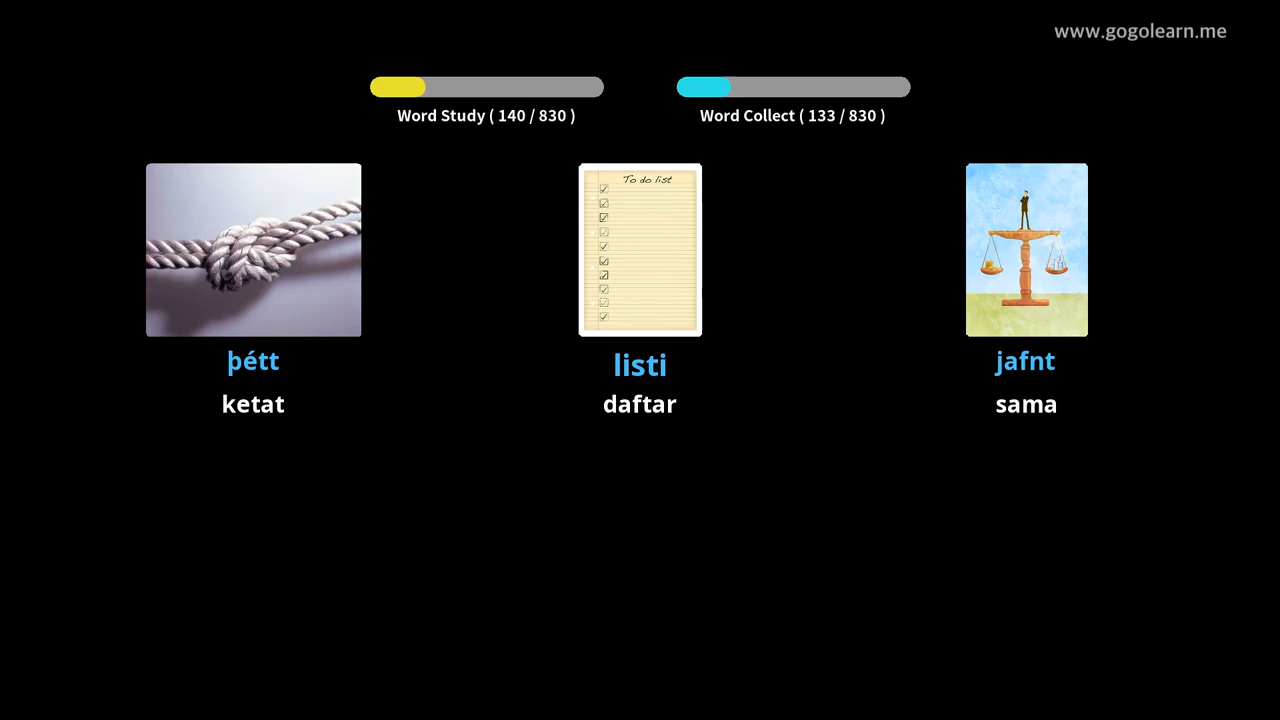 www.gogolearn.me
Word Study ( 140 / 830 )
Word Collect ( 133 / 830 )
To do list
þétt
listi
jafnt
ketat
daftar
sama